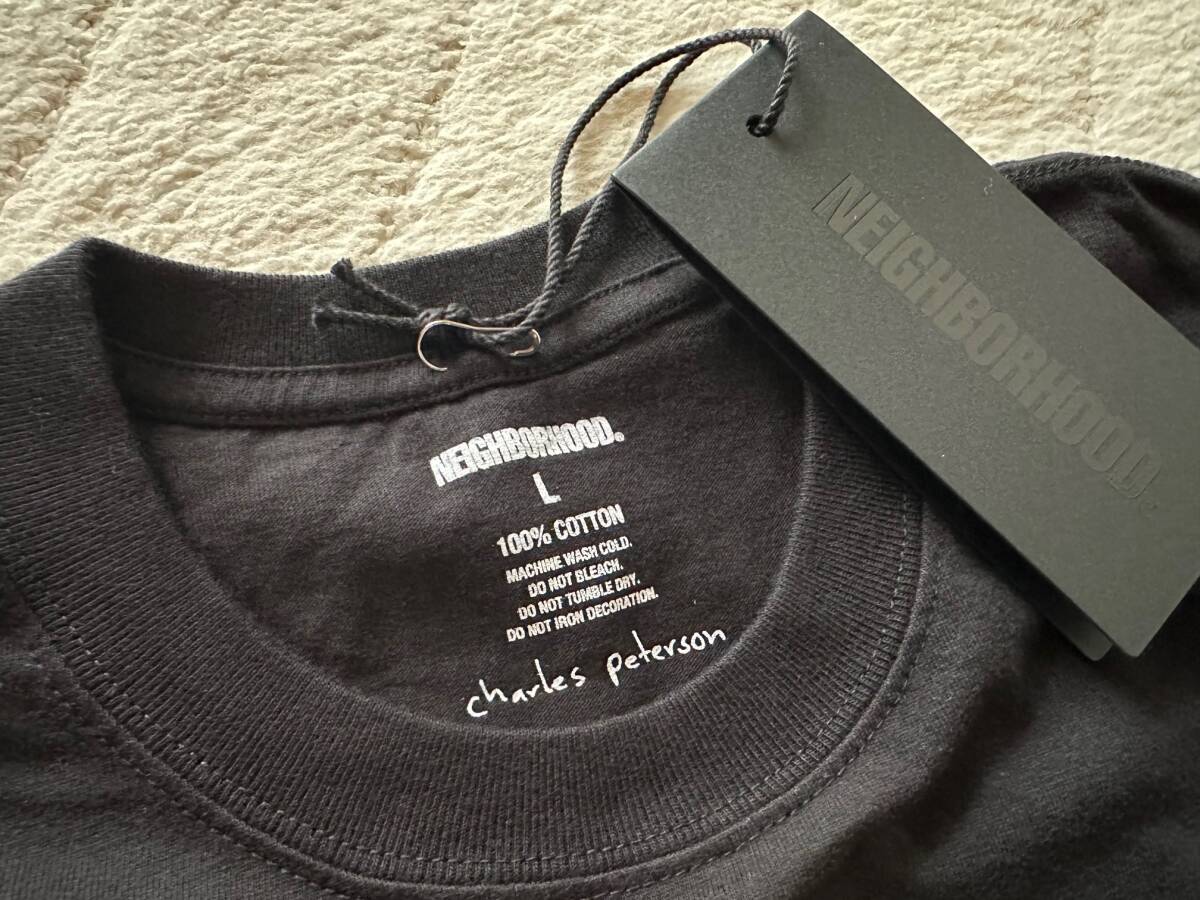 NEIGHBORHOOD®
NEIGHBORHOOD®
L
100% COTTON
MACHINE WASH COLD.
DO NOT BLEACH.
DO NOT TUMBLE DRY.
DO NOT IRON DECORATION.
charles peterson